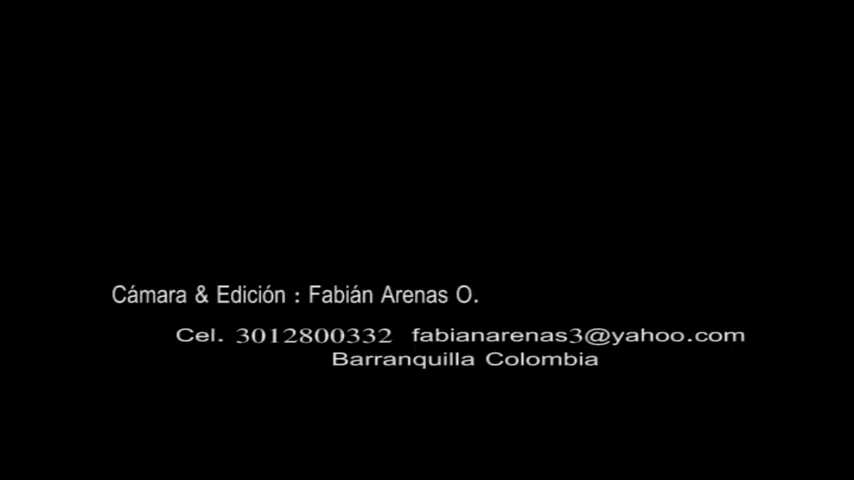 Cámara & Edición : Fabián Arenas O.
Cel. 3012800332 fabianarenas3@yahoo.com
Barranquilla Colombia